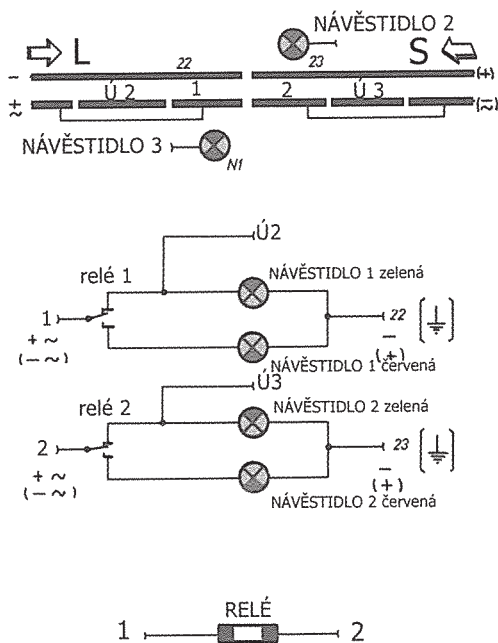 NÁVĚSTIDLO 2
L 22 23 S
- (+)
Ú 2 1 2 Ú 3
+ ~ (− ~)
NÁVĚSTIDLO 3
N1
Ú2
relé 1 NÁVĚSTIDLO 1 zelená
1 22
+ ~ −
(− ~) (+)
NÁVĚSTIDLO 1 červená
Ú3
relé 2 NÁVĚSTIDLO 2 zelená
2 23
+ ~ −
(− ~) (+)
NÁVĚSTIDLO 2 červená
RELÉ
1 2